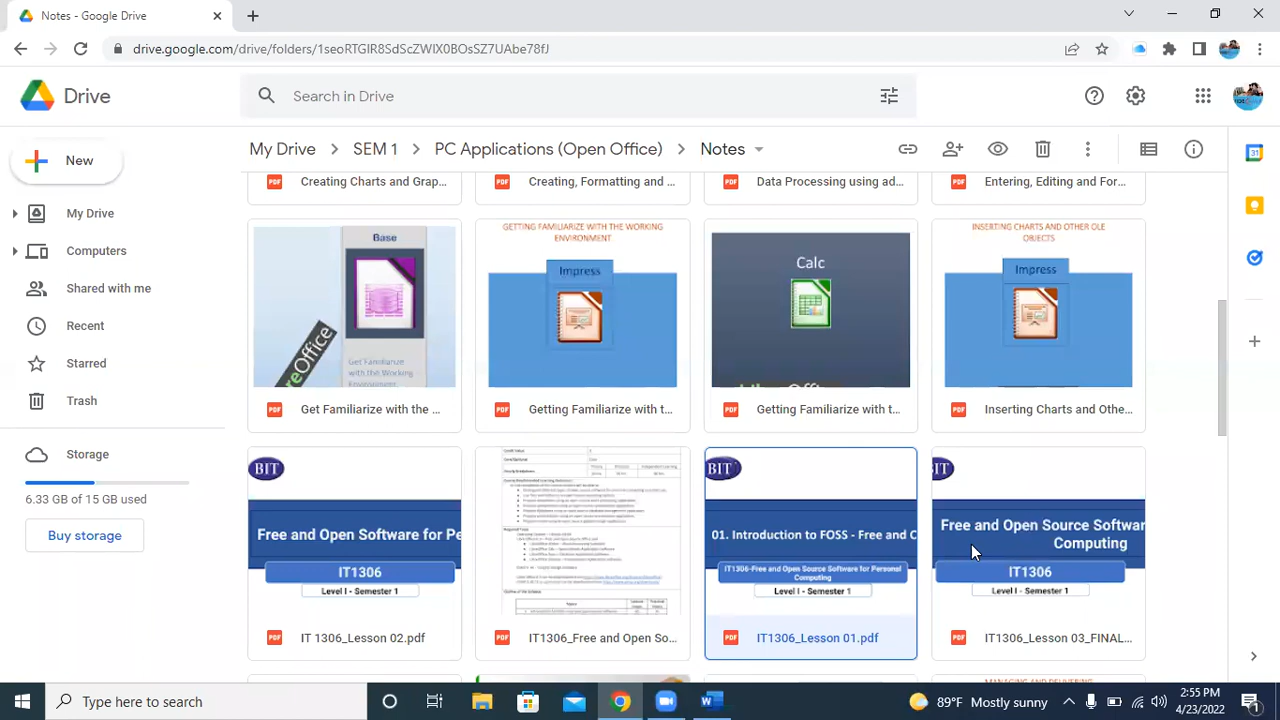 Notes - Google Drive
drive.google.com/drive/folders/1seoRTGlR8SdScZWIX0BOsSZ7UAbe78fJ
Drive
Search in Drive
New
My Drive
SEM 1
PC Applications (Open Office)
Notes
My Drive
Computers
Shared with me
Recent
Starred
Trash
Storage
6.33 GB of 15 GB used
Buy storage
Creating Charts and Grap...
Creating, Formatting and ...
Data Processing using ad...
Entering, Editing and For...
Base
Get Familiarize
with the Working
Environment
GETTING FAMILIARIZE WITH THE WORKING
ENVIRONMENT
Impress
Calc
INSERTING CHARTS AND OTHER OLE
OBJECTS
Impress
Get Familiarize with the ...
Getting Familiarize with t...
Getting Familiarize with t...
Inserting Charts and Othe...
BIT
Open Software for Pe
Level I - Semester 1
BIT
01. Introduction to FOSS - Free and O
IT1306-Free and Open Source Software for Personal
Computing
Level I - Semester 1
BIT
Free and Open Source Softwar
Computing
IT1306
Level I - Semester 1
IT 1306_Lesson 02.pdf
IT1306_Free and Open So...
IT1306_Lesson 01.pdf
IT1306_Lesson 03_FINAL...
MANAGING AND DELIVERING
Type here to search
89°F Mostly sunny
2:55 PM
4/23/2022